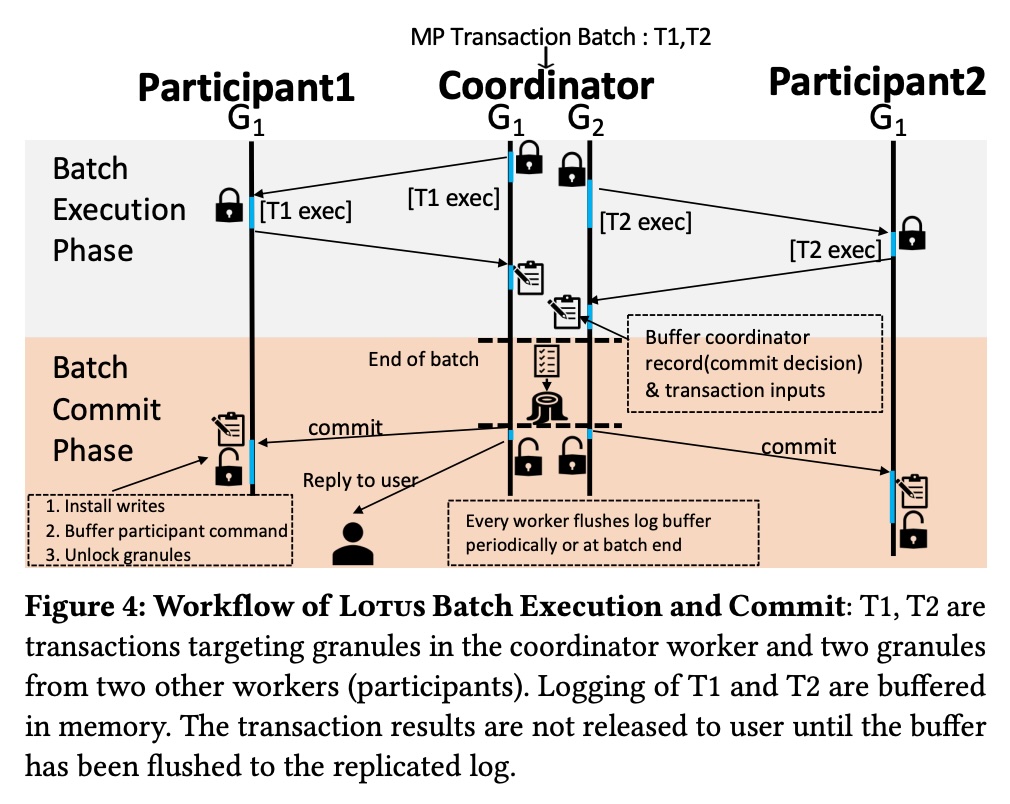 MP Transaction Batch : T1,T2
Participant1
Coordinator
Participant2
G1
G1
G2
G1
Batch
Execution
Phase
[T1 exec]
[T1 exec]
[T2 exec]
[T2 exec]
Buffer coordinator
record(commit decision)
& transaction inputs
Batch
Commit
Phase
End of batch
commit
commit
Reply to user
1. Install writes
2. Buffer participant command
3. Unlock granules
Every worker flushes log buffer
periodically or at batch end
Figure 4: Workflow of Lotus Batch Execution and Commit: T1, T2 are
transactions targeting granules in the coordinator worker and two granules
from two other workers (participants). Logging of T1 and T2 are buffered
in memory. The transaction results are not released to user until the buffer
has been flushed to the replicated log.